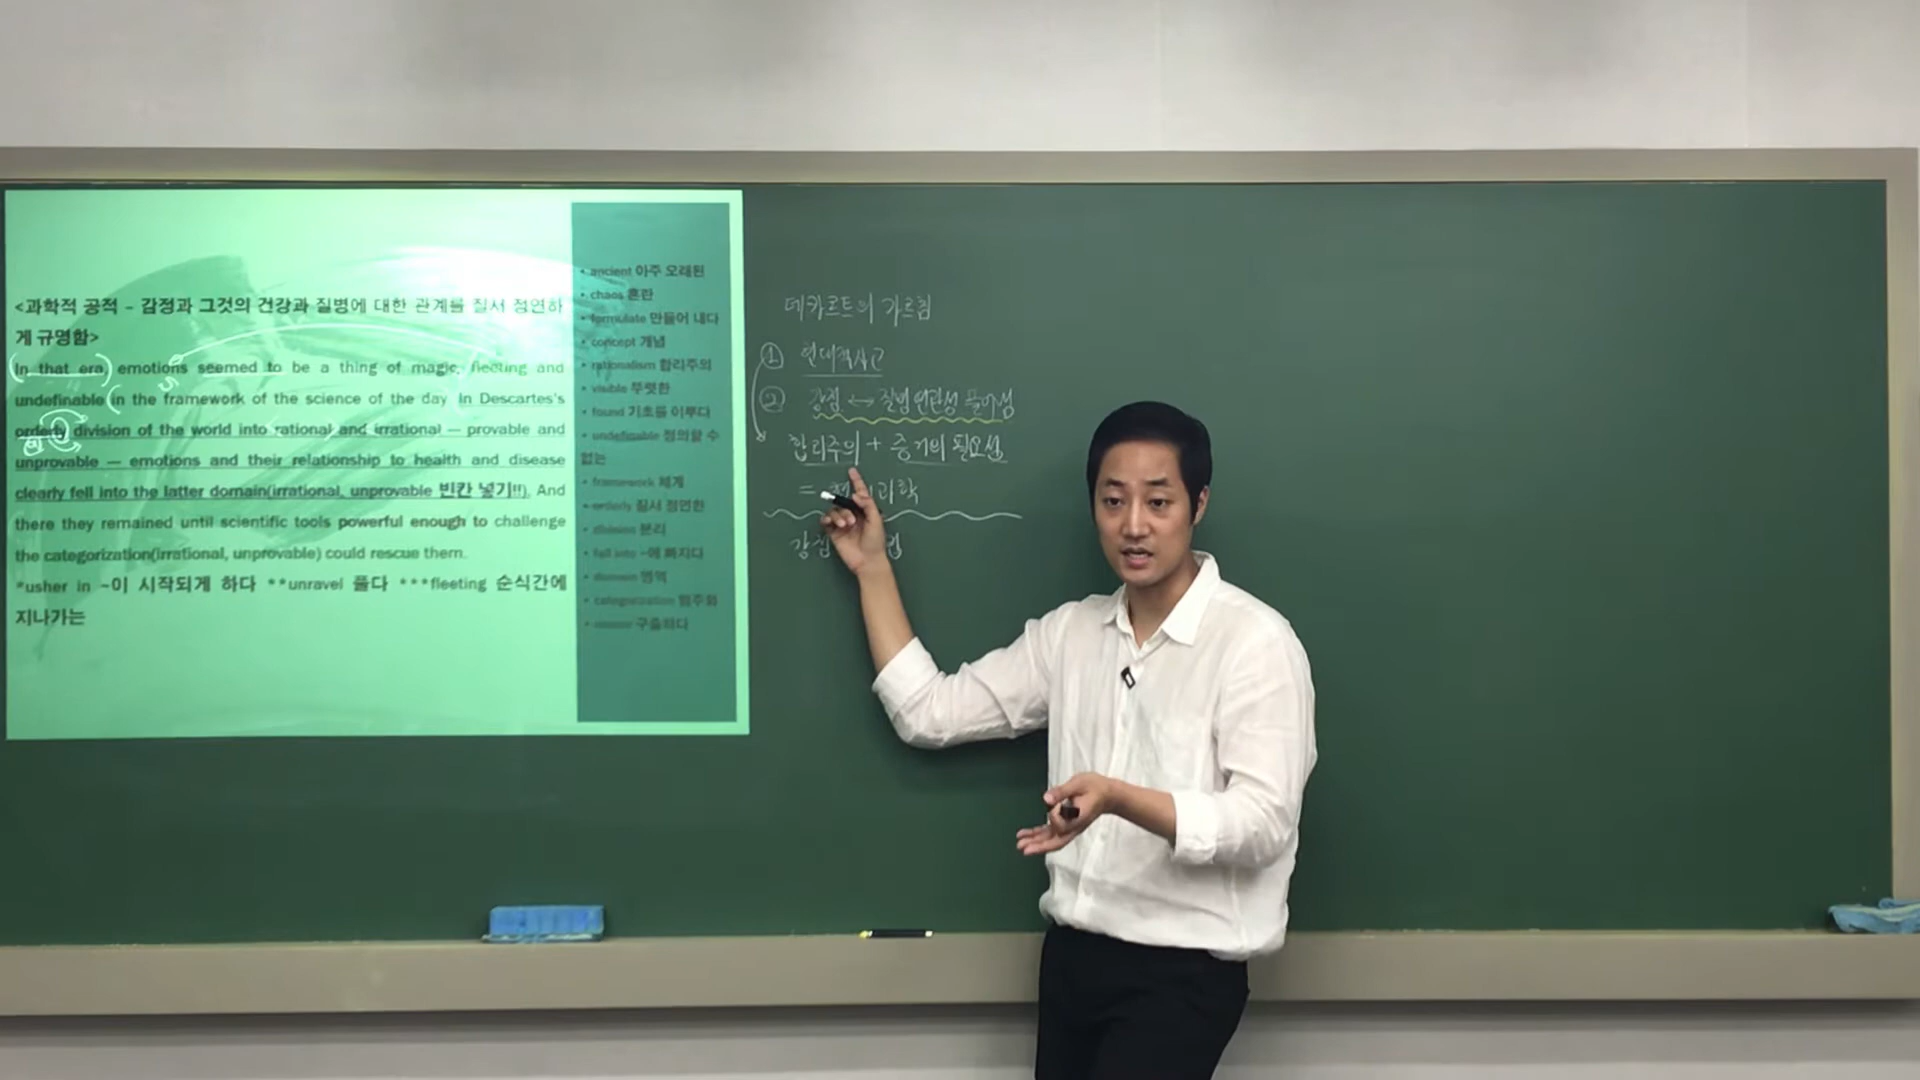 <과학적 공적 – 감정과 그것의 건강과 질병에 대한 관계를 질서 정연하
게 규명함>
In that era, emotions seemed to be a thing of magic, fleeting and
undefinable in the framework of the science of the day. In Descartes's
orderly division of the world into rational and irrational — provable and
unprovable — emotions and their relationship to health and disease
clearly fell into the latter domain(irrational, unprovable 빈칸 넣기!!). And
there they remained until scientific tools powerful enough to challenge
the categorization(irrational, unprovable) could rescue them.
*usher in ~이 시작되게 하다 **unravel 풀다 ***fleeting 순식간에
지나가는
• ancient 아주 오래된
• chaos 혼란
• formulate 만들어 내다
• concept 개념
• rationalism 합리주의
• visible 뚜렷한
• found 기초를 이루다
• undefinable 정의할 수
없는
• framework 체계
• orderly 질서 정연한
• division 분리
• fall into ~에 빠지다
• domain 영역
• categorization 범주화
• rescue 구출하다
데카르트의 가르침
① 현대적사고
② 감정 ↔ 질병 연관성 풀어냄
합리주의 + 증거의 필요성
= 과학